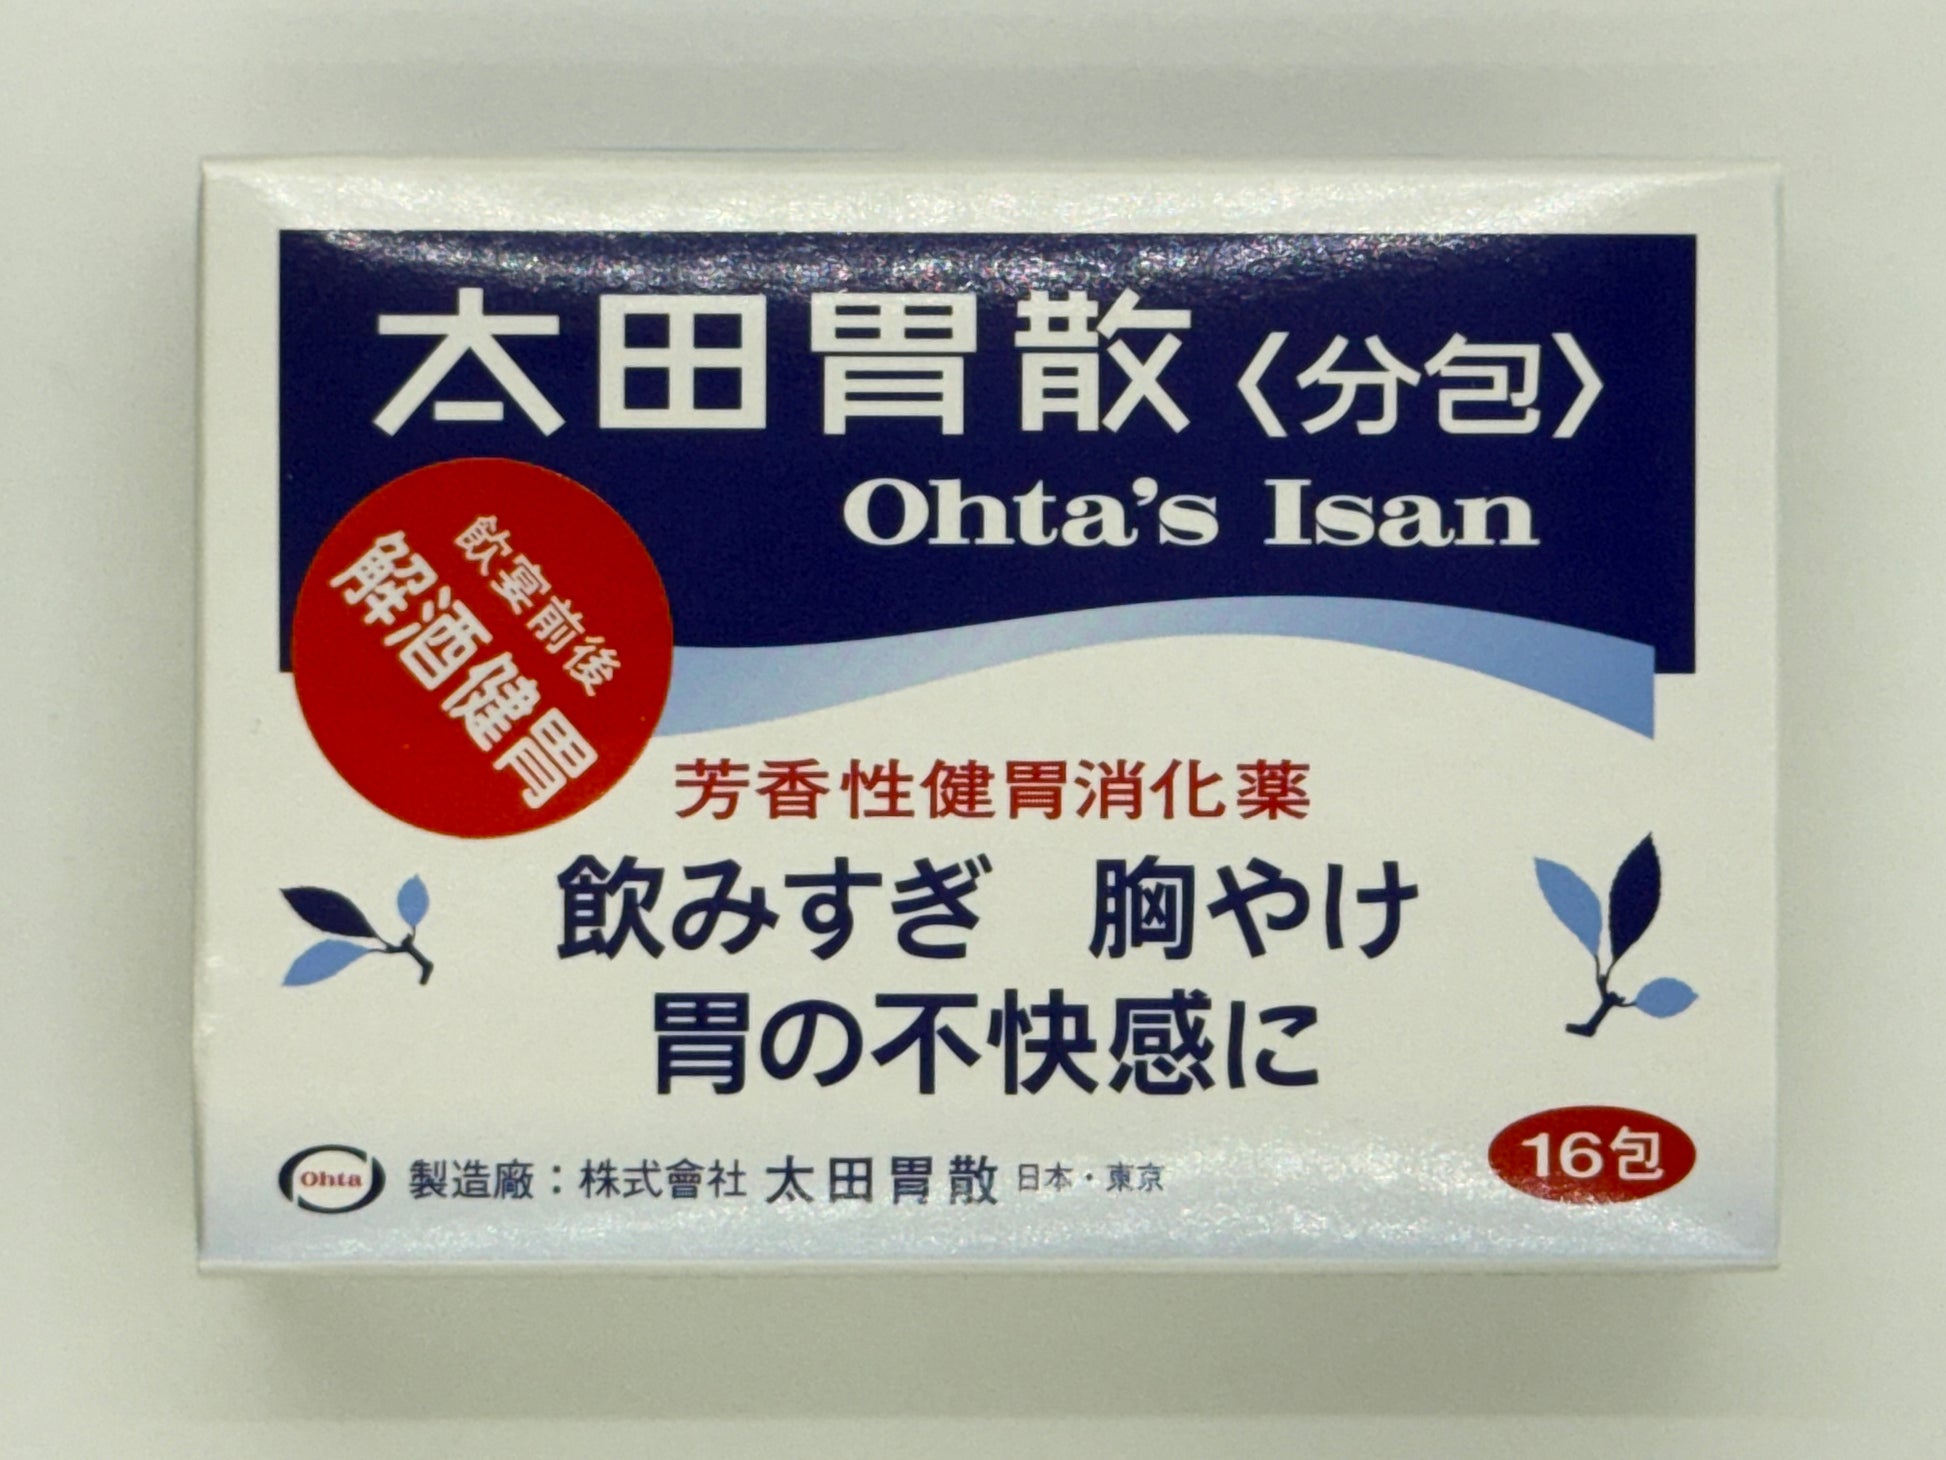 太田胃散〈分包〉
Ohta's Isan
飲宴前後
解酒健胃
芳香性健胃消化薬
飲みすぎ　胸やけ
胃の不快感に
16包
Ohta 製造廠：株式會社 太田胃散 日本・東京